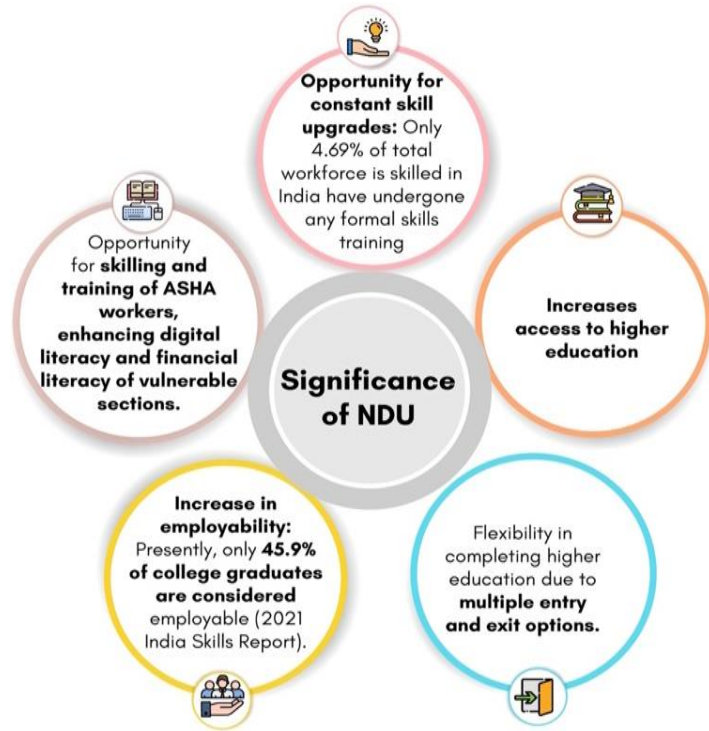 Opportunity for
constant skill
upgrades: Only
4.69% of total
workforce is skilled in
India have undergone
any formal skills
training
Opportunity
for skilling and
training of ASHA
workers,
enhancing digital
literacy and financial
literacy of vulnerable
sections.
Increases
access to higher
education
Significance
of NDU
Increase in
employability:
Presently, only 45.9%
of college graduates
are considered
employable (2021
India Skills Report).
Flexibility in
completing higher
education due to
multiple entry
and exit options.